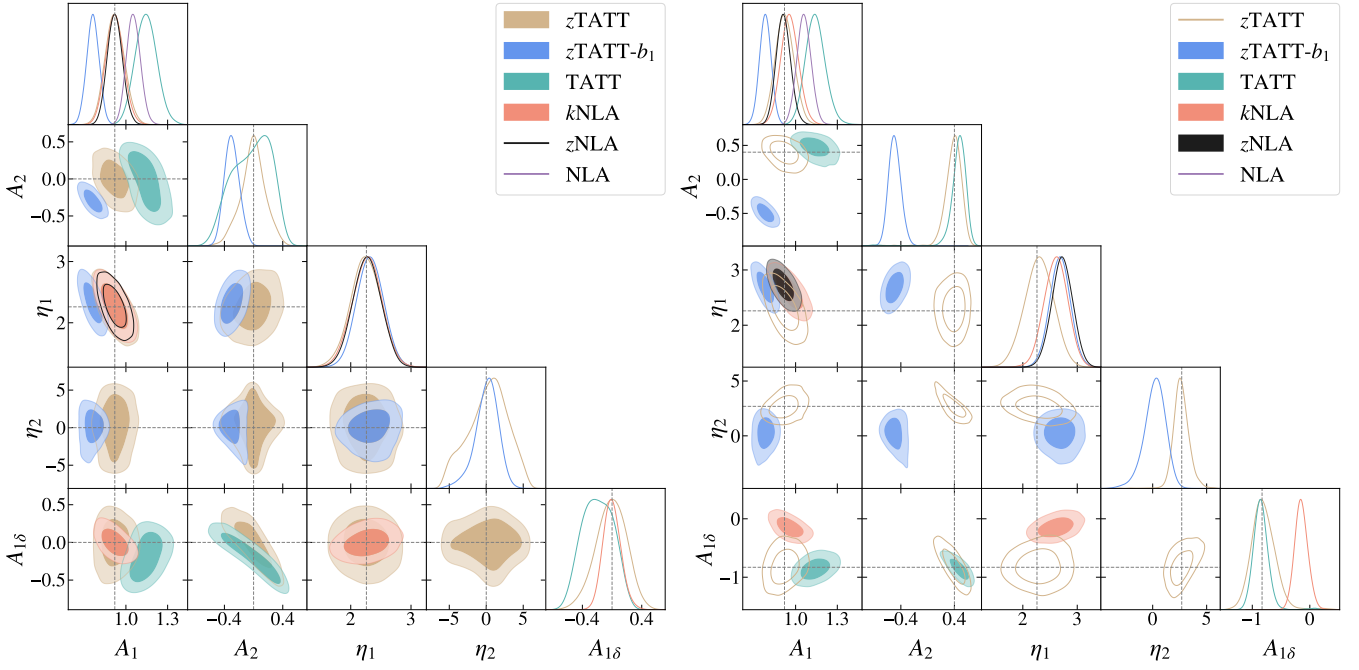 zTATT
zTATT-b₁
TATT
kNLA
zNLA
NLA
A₂
0.5
0.0
−0.5
η₁
3
2
η₂
5
0
−5
A₁δ
0.5
0.0
−0.5
1.0 1.3
−0.4 0.4
2 3
−5 0 5
0.0 0.5
A₁ A₂ η₁ η₂ A₁δ
zTATT
zTATT-b₁
TATT
kNLA
zNLA
NLA
A₂
0.5
0.0
−0.5
η₁
3
2
η₂
5
0
A₁δ
0
−1
1.0 1.3
−0.4 0.4
2 3
0 5
−1 0
A₁ A₂ η₁ η₂ A₁δ